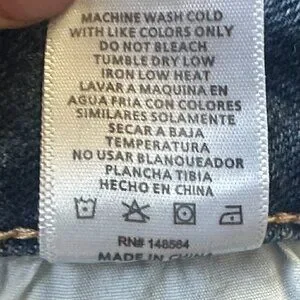 MACHINE WASH COLD
WITH LIKE COLORS ONLY
DO NOT BLEACH
TUMBLE DRY LOW
IRON LOW HEAT
LAVAR A MAQUINA EN
AGUA FRIA CON COLORES
SIMILARES SOLAMENTE
SECAR A BAJA
TEMPERATURA
NO USAR BLANQUEADOR
PLANCHA TIBIA
HECHO EN CHINA
RN# 148564
MADE IN CHINA